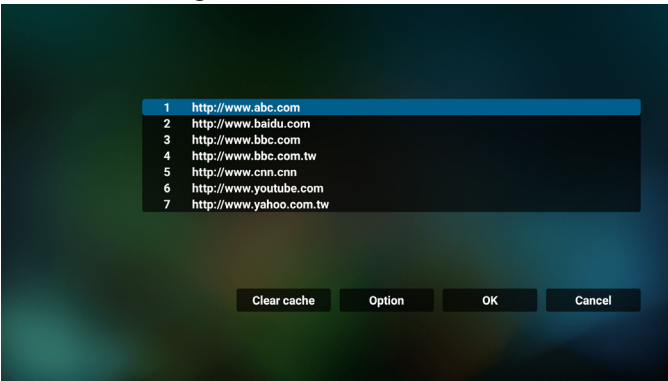 1 http://www.abc.com
2 http://www.baidu.com
3 http://www.bbc.com
4 http://www.bbc.com.tw
5 http://www.cnn.cnn
6 http://www.youtube.com
7 http://www.yahoo.com.tw
Clear cache Option OK Cancel